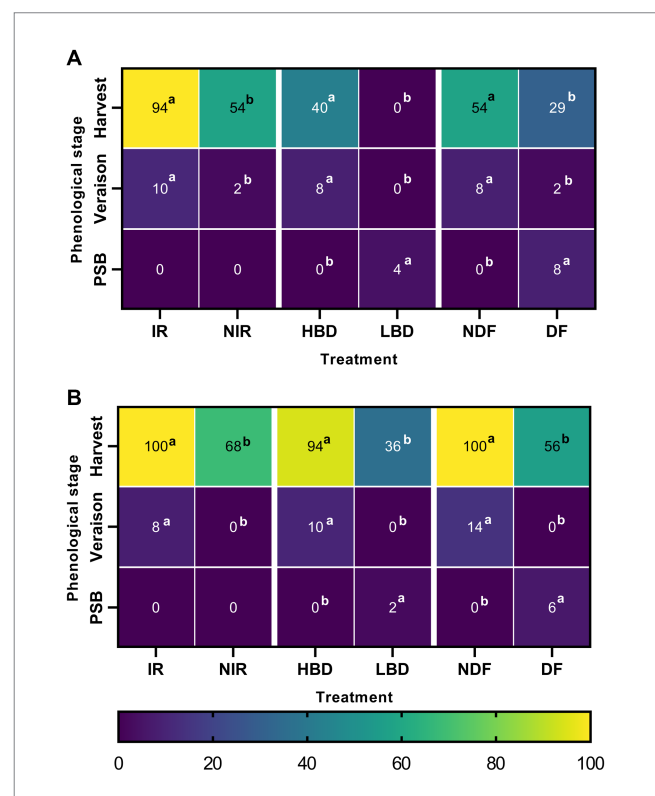 A
Phenological stage
Harvest
94a 54b 40a 0b 54a 29b
Veraison
10a 2b 8a 0b 8a 2b
PSB
0 0 0b 4a 0b 8a
IR NIR HBD LBD NDF DF
Treatment
B
Phenological stage
Harvest
100a 68b 94a 36b 100a 56b
Veraison
8a 0b 10a 0b 14a 0b
PSB
0 0 0b 2a 0b 6a
IR NIR HBD LBD NDF DF
Treatment
0 20 40 60 80 100